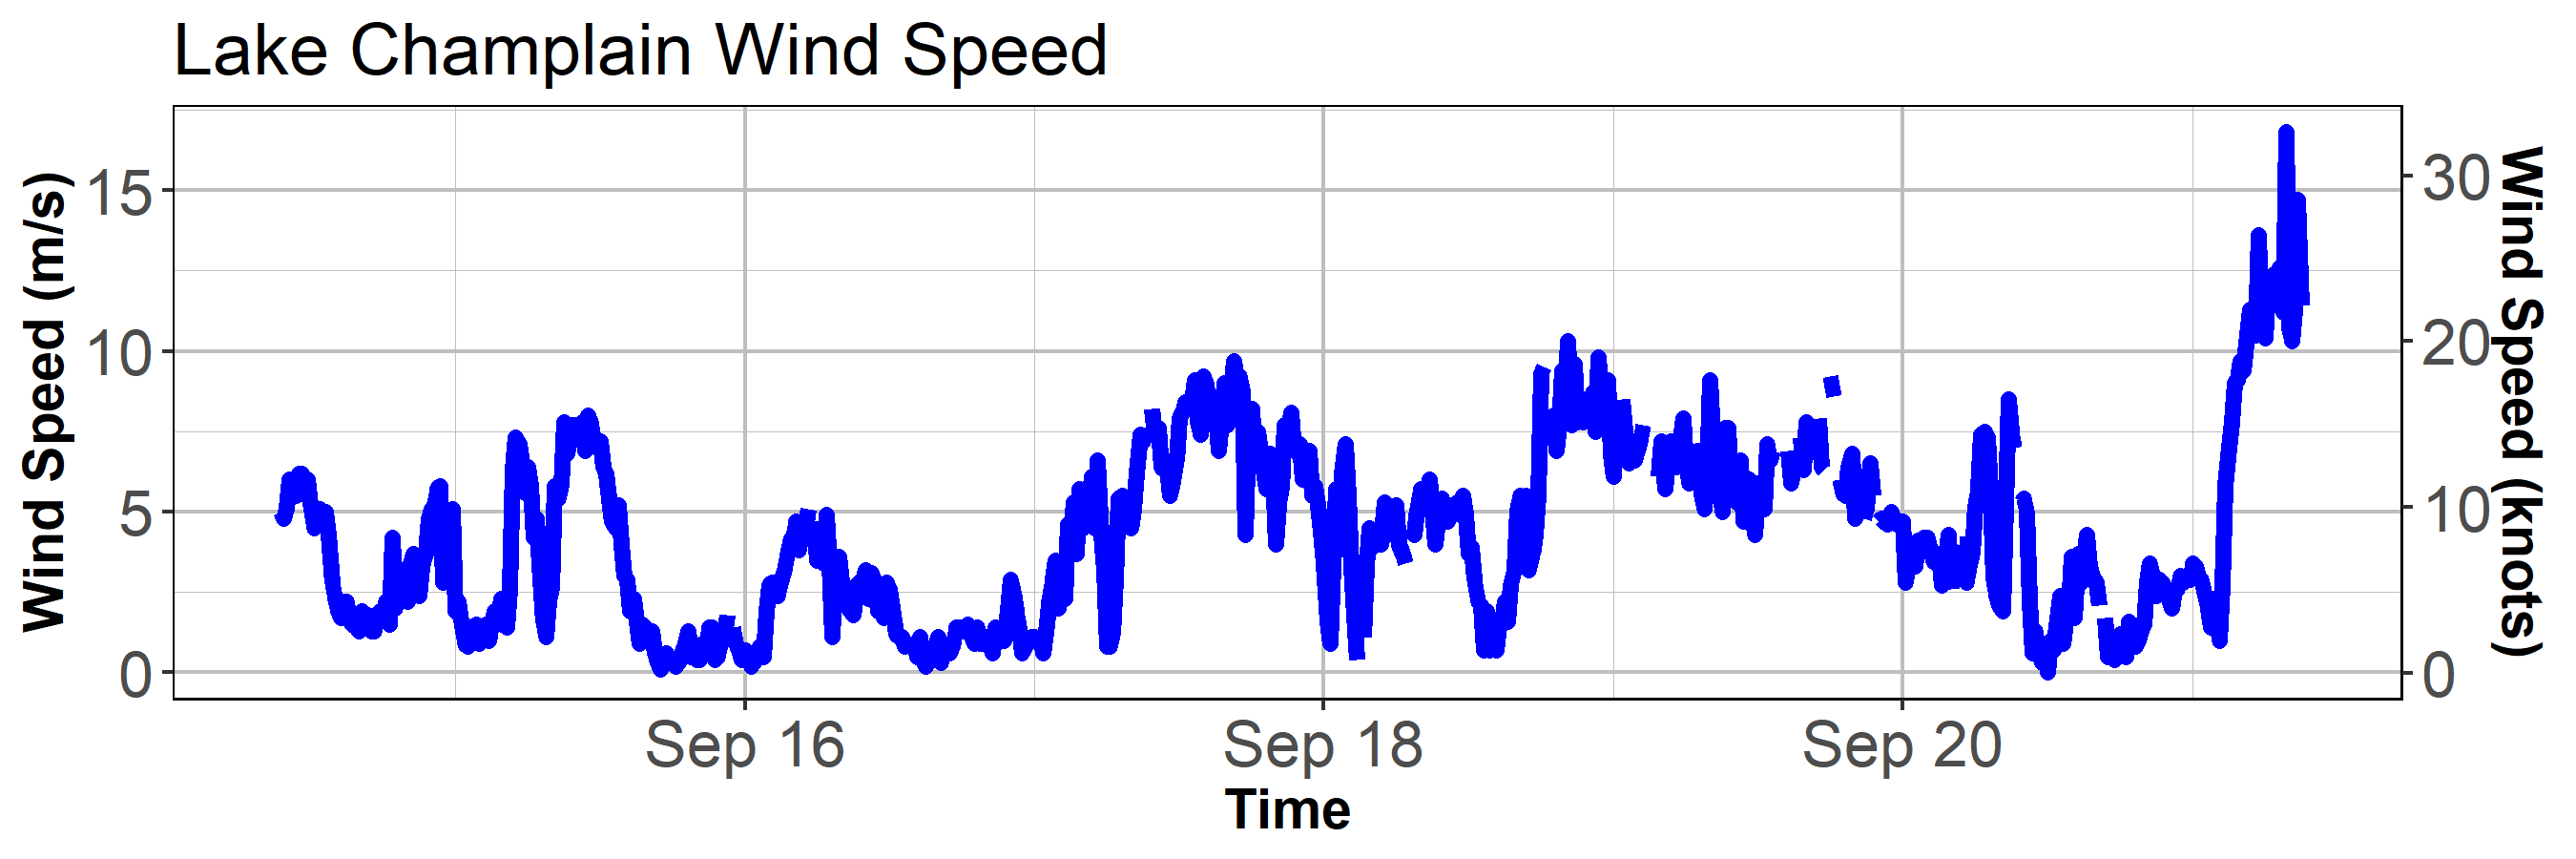 Lake Champlain Wind Speed
Wind Speed (m/s)
15
10
5
0
30
20
10
0
Wind Speed (knots)
Sep 16
Sep 18
Sep 20
Time